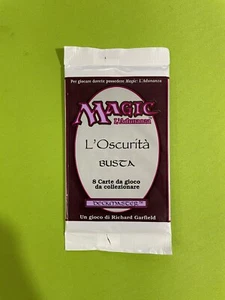 Per giocare dovete possedere Magic: L'Adunanza
MAGIC
L'Adunanza
L'Oscurità
BUSTA
8 Carte da gioco
da collezionare
DECKMASTER™
Un gioco di Richard Garfield